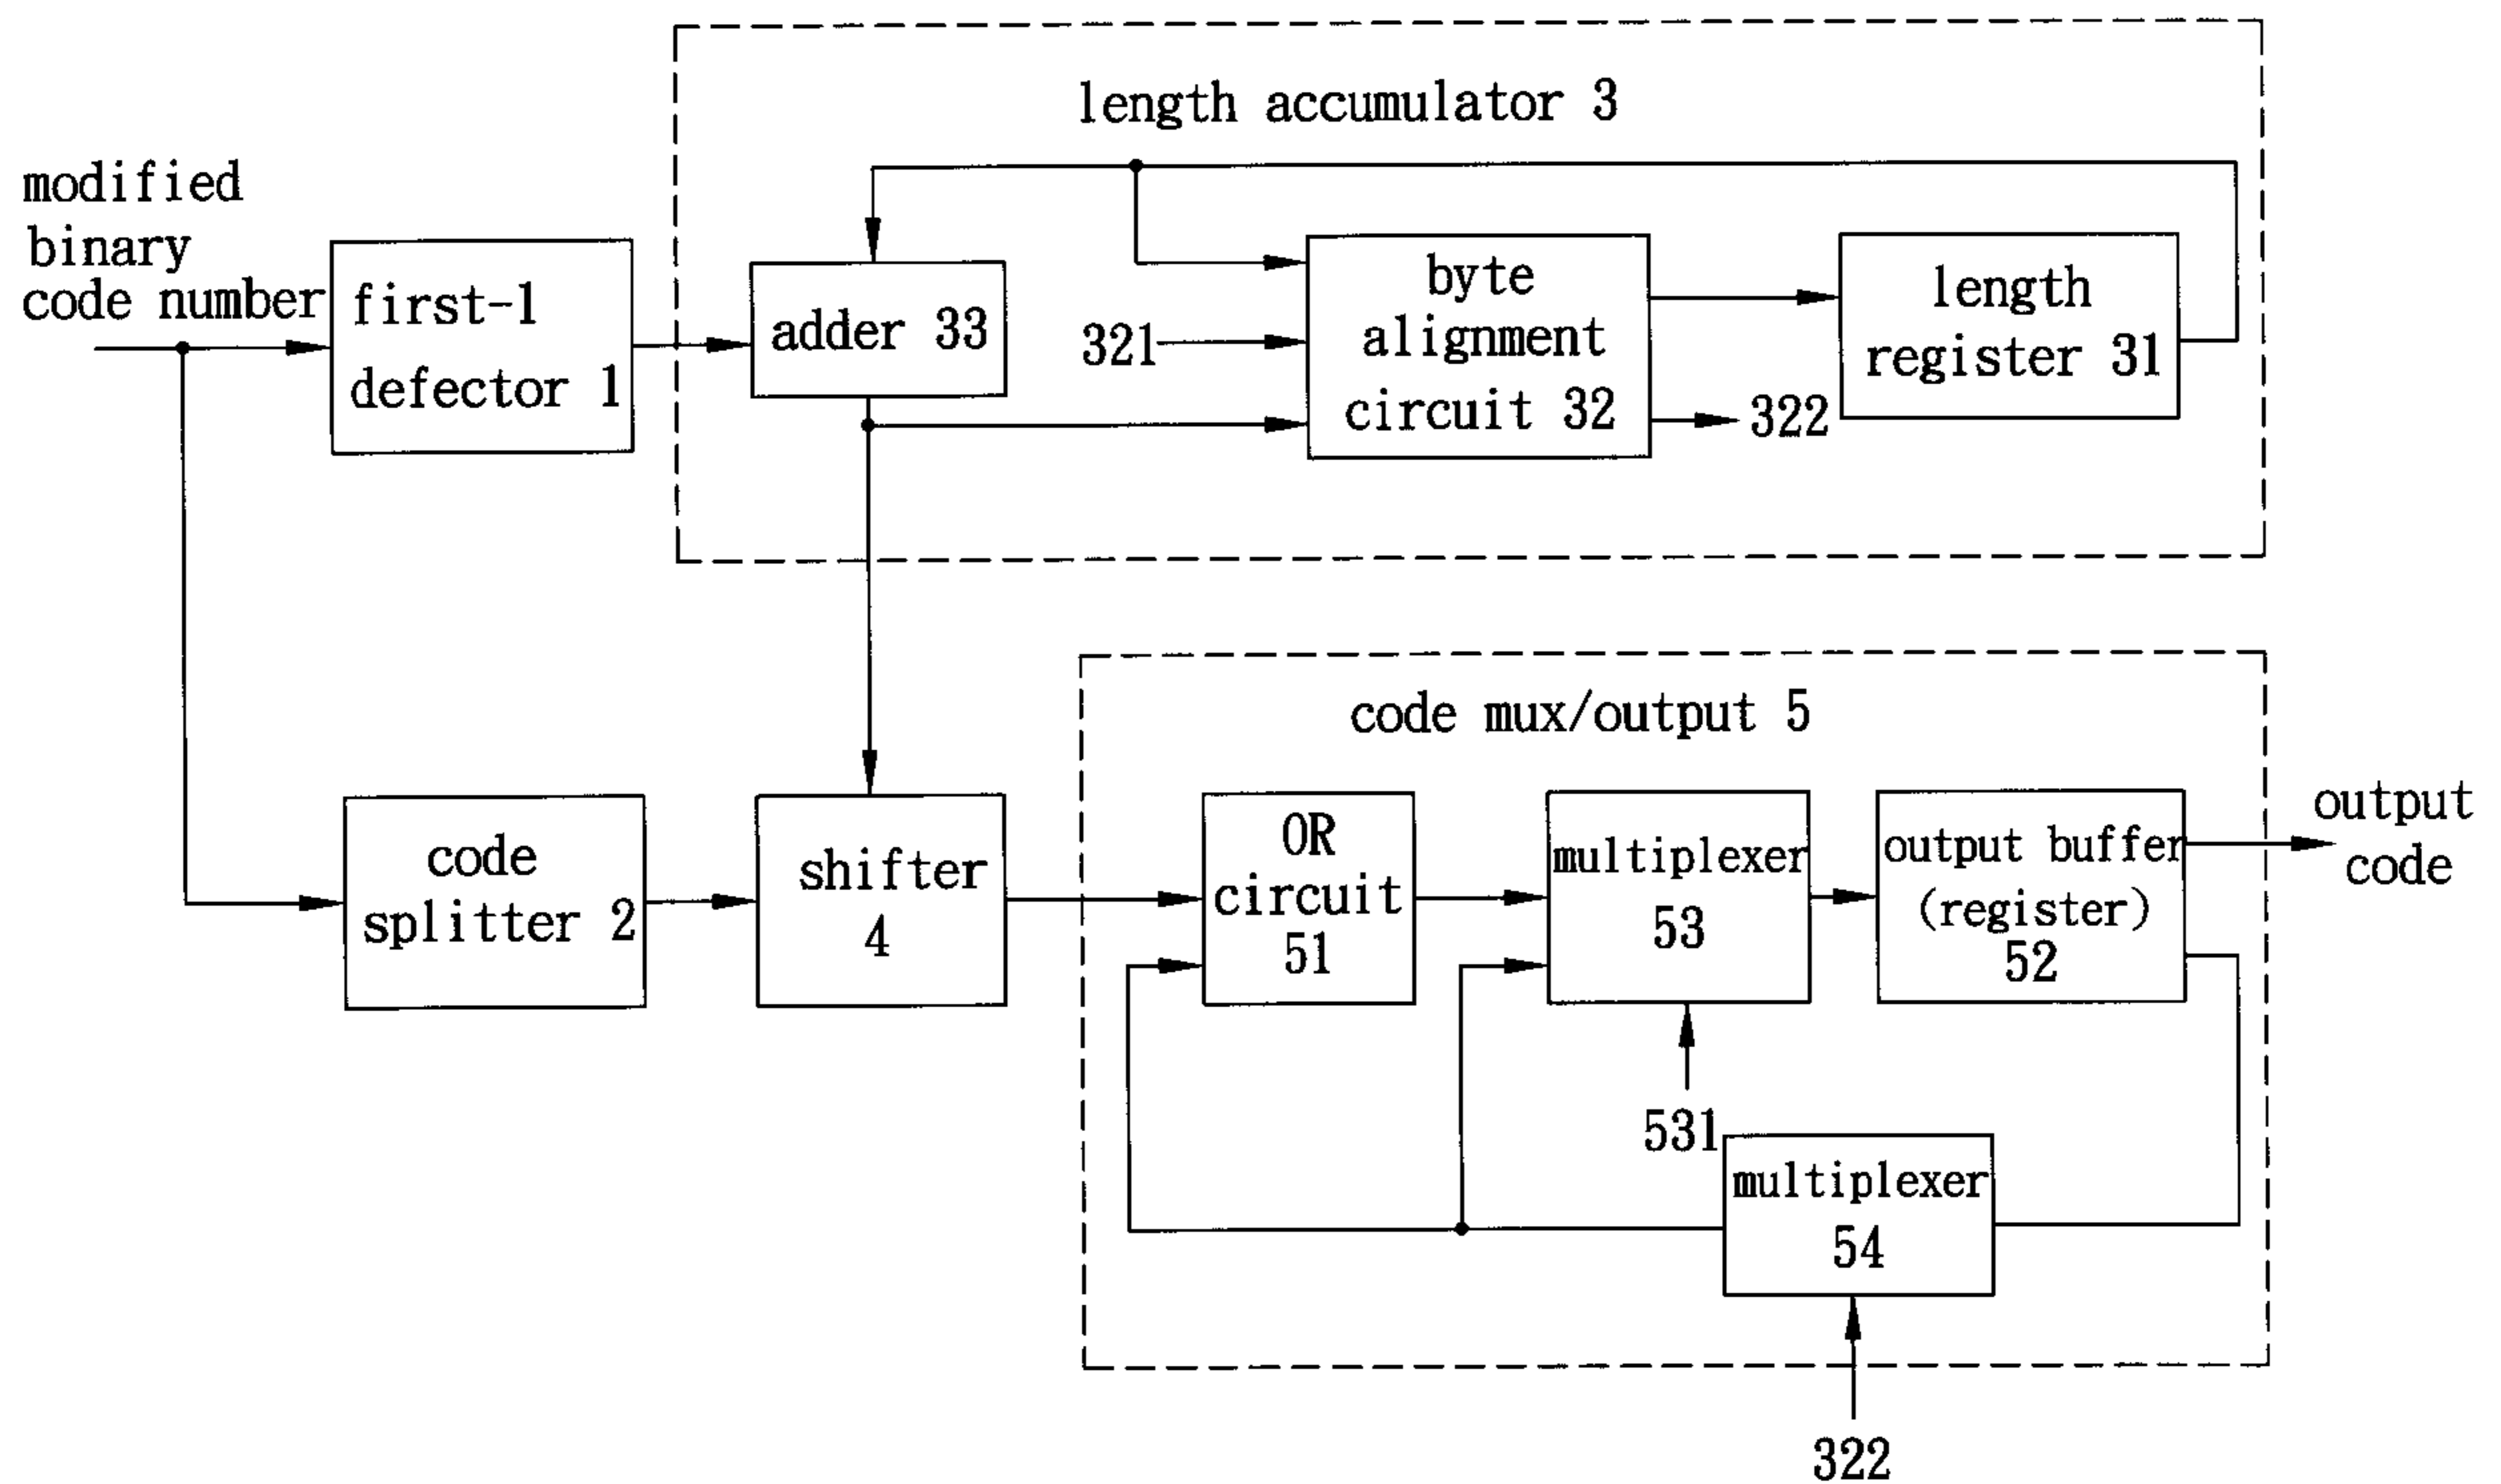 length accumulator 3
modified
binary
code number
first-1
defector 1
adder 33
321
byte
alignment
circuit 32
322
length
register 31
code mux/output 5
code
splitter 2
shifter
4
OR
circuit
51
multiplexer
53
531
output buffer
(register)
52
output
code
multiplexer
54
322